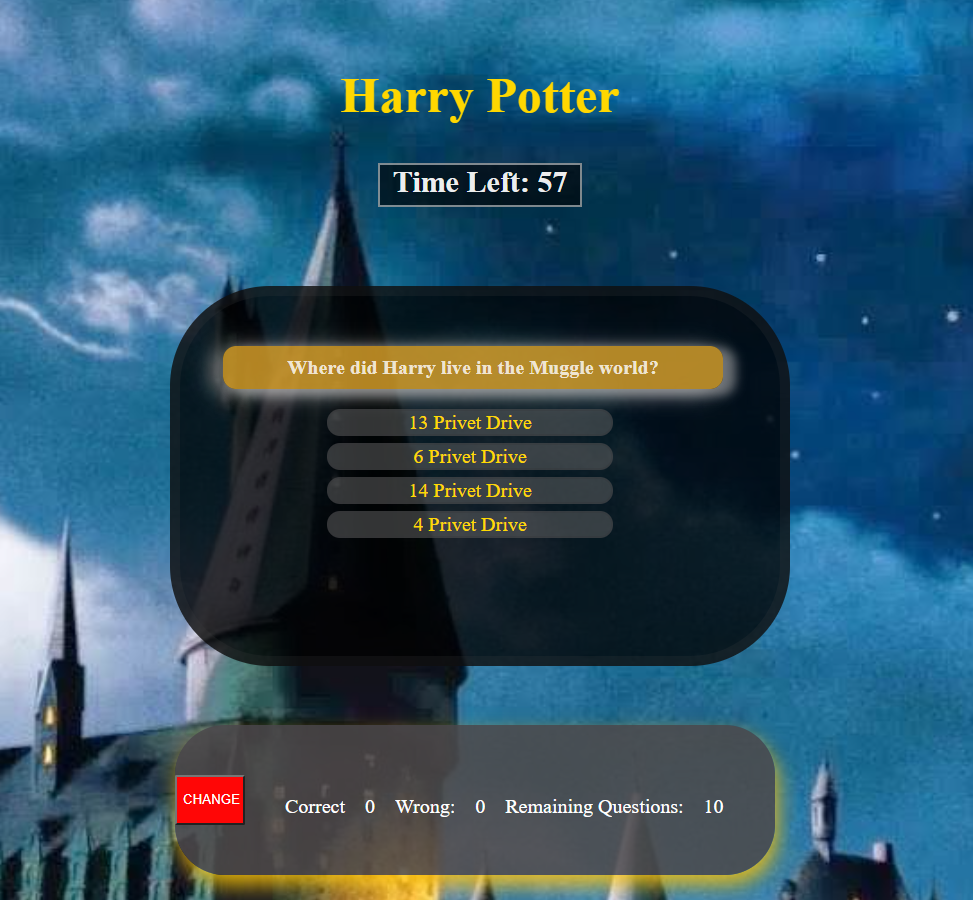 Harry Potter
Time Left: 57
Where did Harry live in the Muggle world?
13 Privet Drive
6 Privet Drive
14 Privet Drive
4 Privet Drive
CHANGE Correct 0 Wrong: 0 Remaining Questions: 10